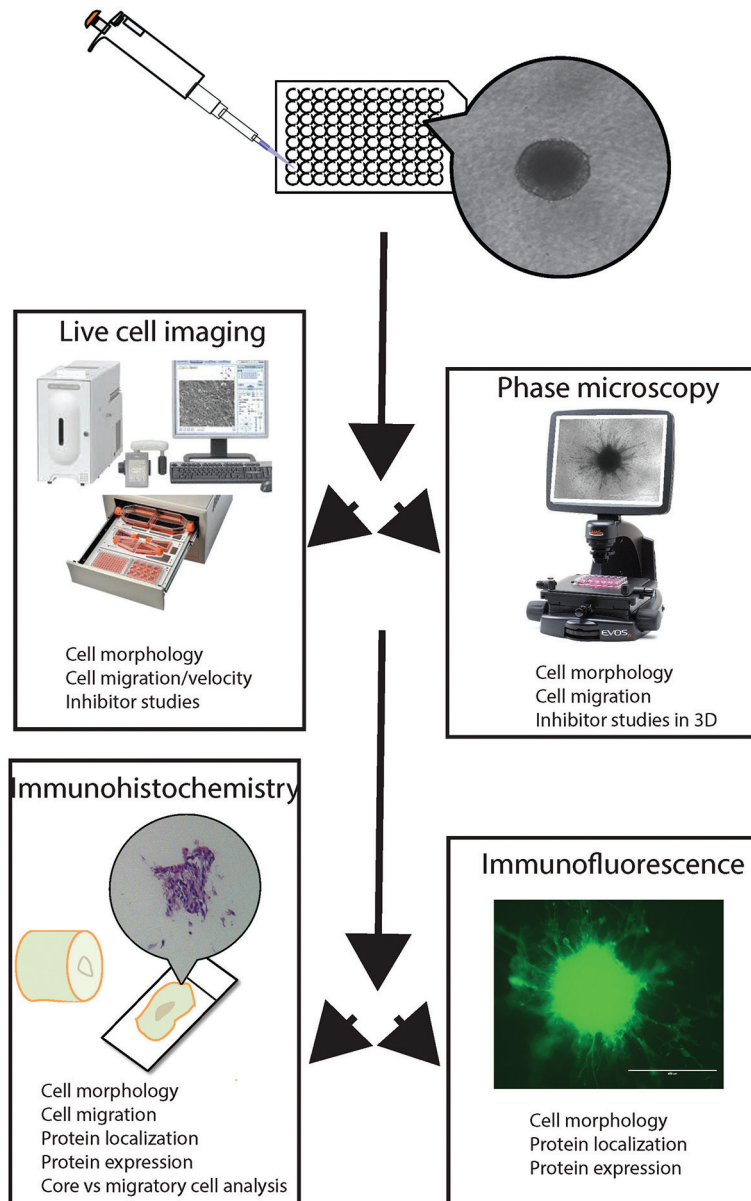 Live cell imaging
Cell morphology
Cell migration/velocity
Inhibitor studies
Phase microscopy
EVOS
Cell morphology
Cell migration
Inhibitor studies in 3D
Immunohistochemistry
Cell morphology
Cell migration
Protein localization
Protein expression
Core vs migratory cell analysis
Immunofluorescence
Cell morphology
Protein localization
Protein expression